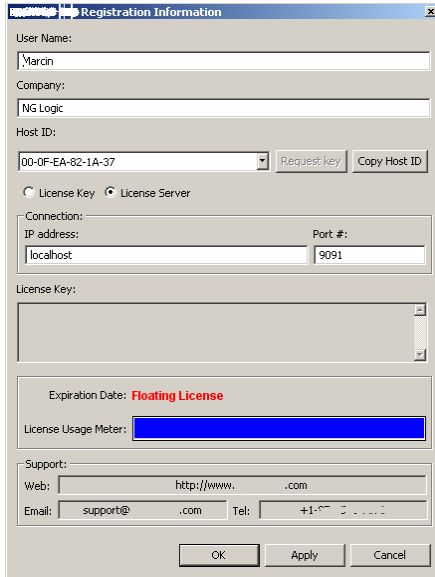 Registration Information
User Name:
Marcin
Company:
NG Logic
Host ID:
00-0F-EA-82-1A-37 Request key Copy Host ID
License Key License Server
Connection:
IP address: Port #:
localhost 9091
License Key:
Expiration Date: Floating License
License Usage Meter:
Support:
Web: http://www. .com
Email: support@ .com Tel: +1-
OK Apply Cancel